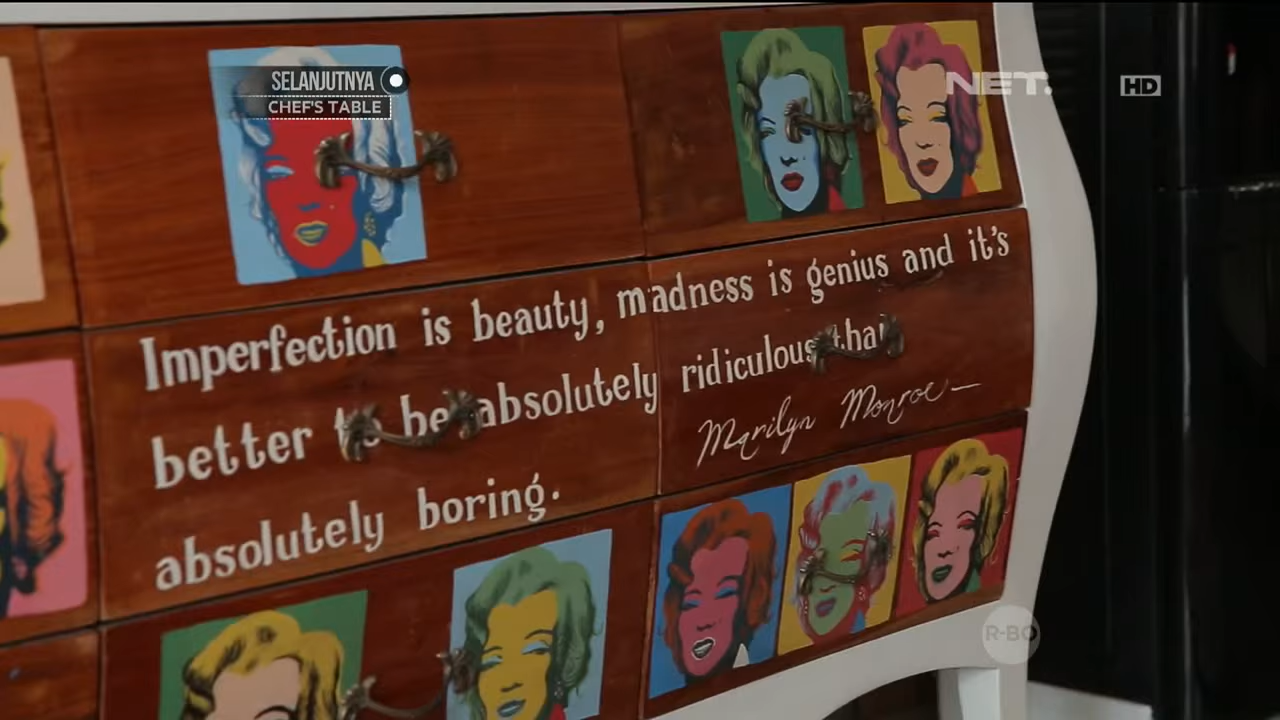 SELANJUTNYA
CHEF'S TABLE
NET.
HD
Imperfection is beauty, madness is genius and it's
better to be absolutely ridiculous than
absolutely boring.
Marilyn Monroe
R-BO